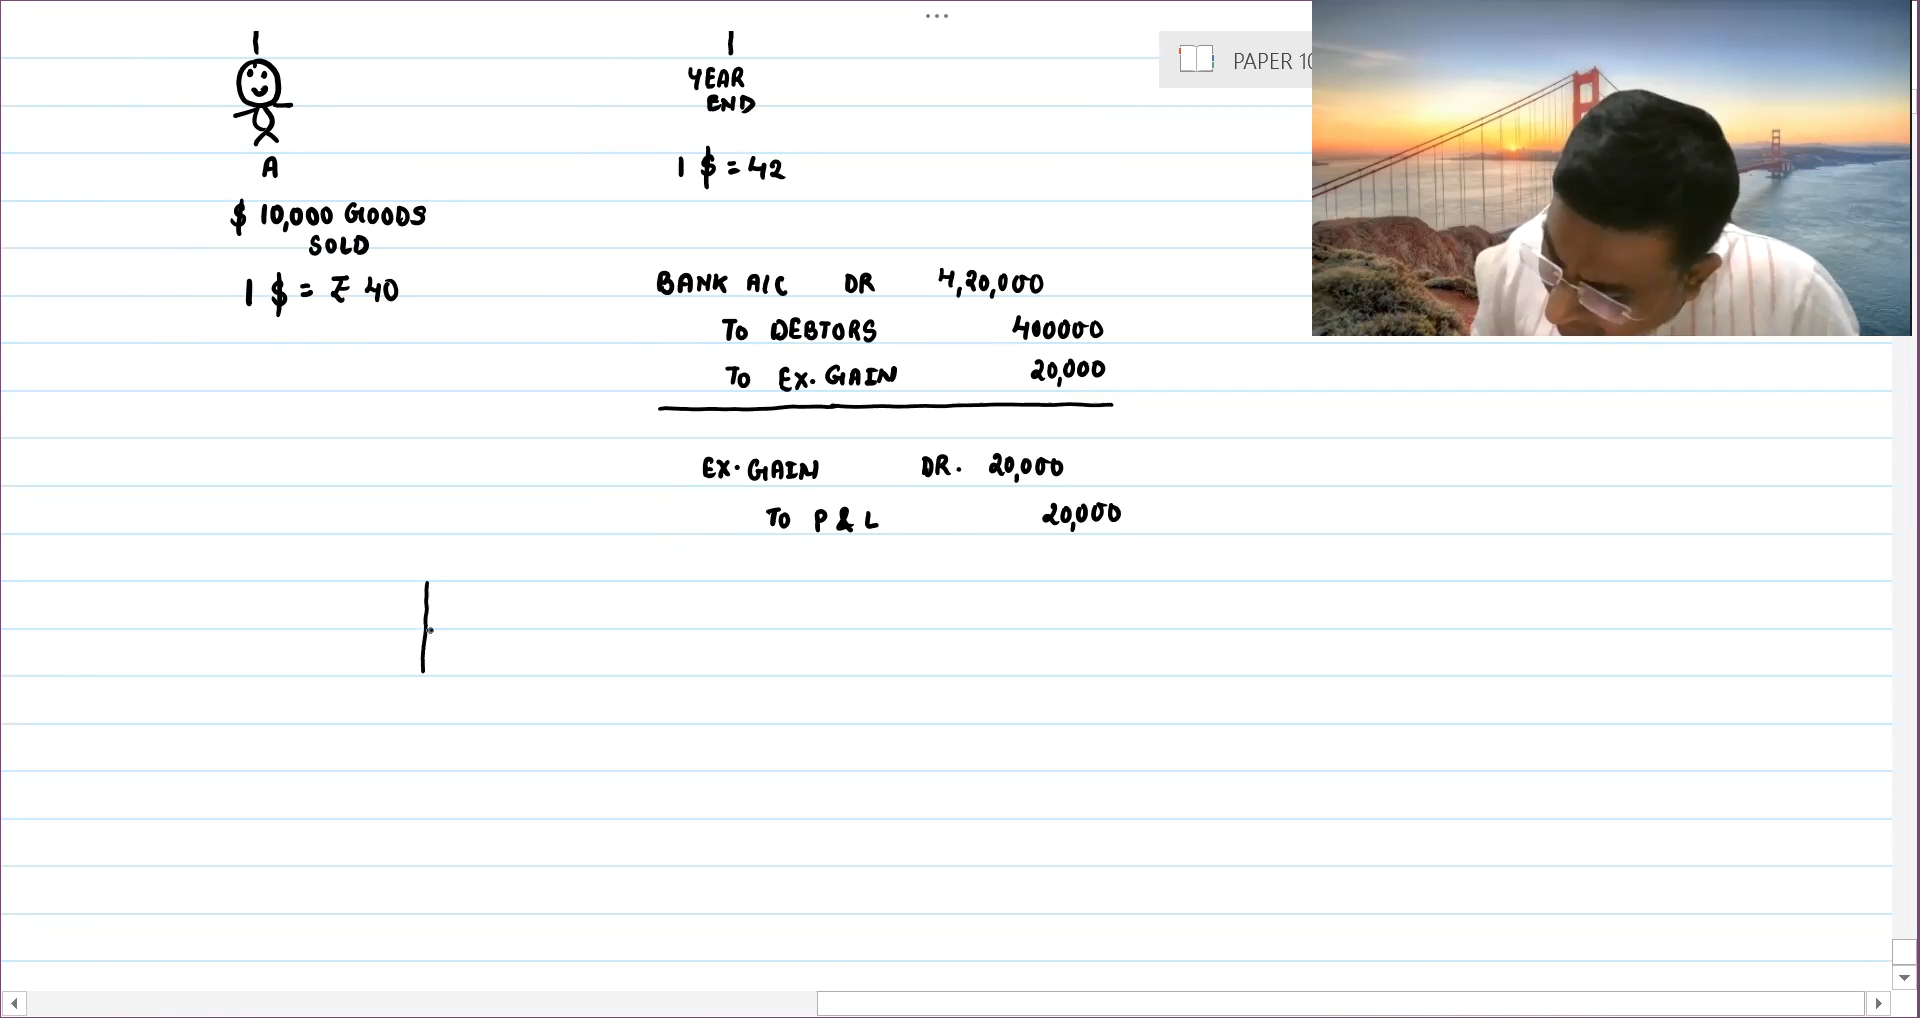 YEAR
END
A
1 $ = 42
$ 10,000 GOODS
SOLD
1 $ = ₹ 40
BANK A/C DR 4,20,000
TO DEBTORS 400000
TO EX. GAIN 20,000
EX. GAIN DR. 20,000
TO P & L 20,000
PAPER 10